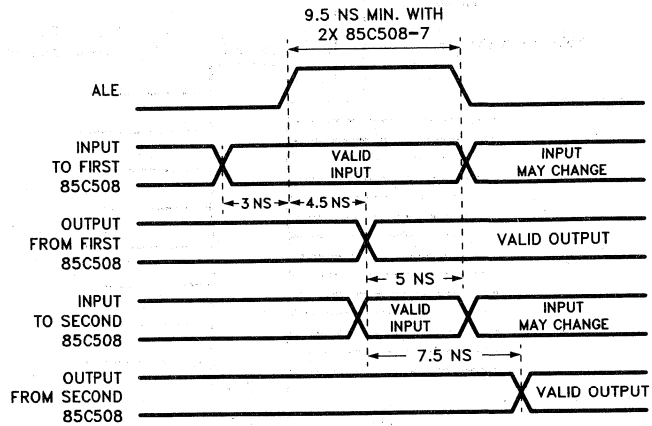 9.5 NS MIN. WITH
2X 85C508-7
ALE
INPUT
TO FIRST
85C508
VALID
INPUT
INPUT
MAY CHANGE
3 NS
4.5 NS
OUTPUT
FROM FIRST
85C508
VALID OUTPUT
5 NS
INPUT
TO SECOND
85C508
VALID
INPUT
INPUT
MAY CHANGE
7.5 NS
OUTPUT
FROM SECOND
85C508
VALID OUTPUT